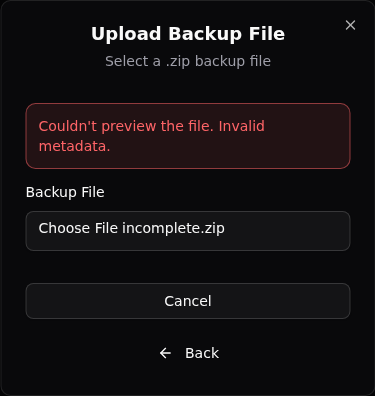 Upload Backup File
Select a .zip backup file
Couldn't preview the file. Invalid
metadata.
Backup File
Choose File incomplete.zip
Cancel
Back